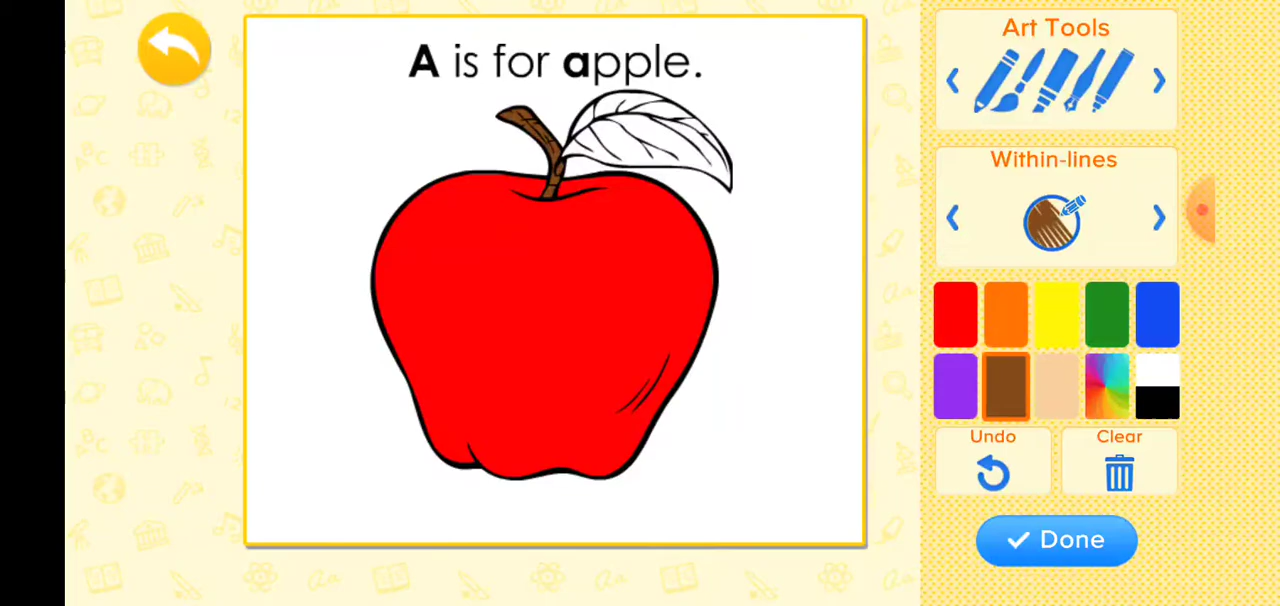 A is for apple.
Art Tools
Within-lines
Undo
Clear
Done